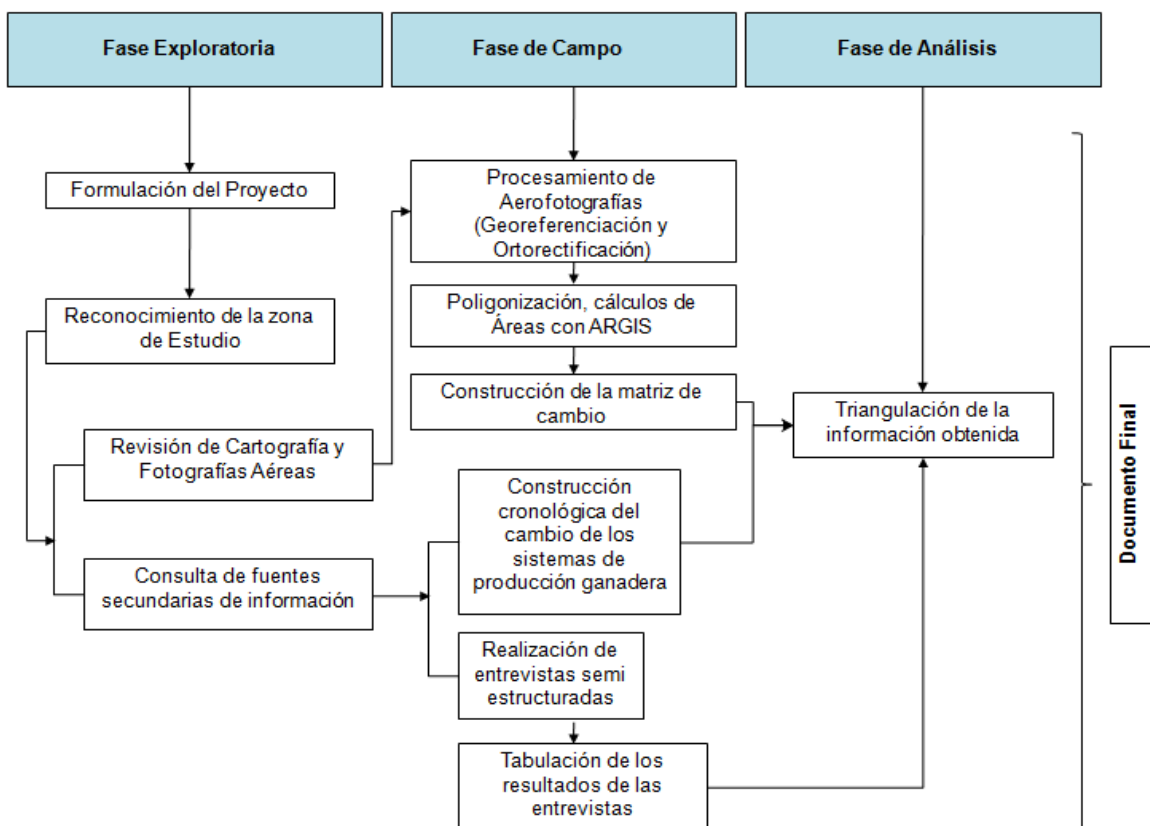 Fase Exploratoria
Fase de Campo
Fase de Análisis
Formulación del Proyecto
Reconocimiento de la zona
de Estudio
Revisión de Cartografía y
Fotografías Aéreas
Consulta de fuentes
secundarias de información
Procesamiento de
Aerofotografías
(Georeferenciación y
Ortorectificación)
Poligonización, cálculos de
Áreas con ARGIS
Construcción de la matriz de
cambio
Construcción
cronológica del
cambio de los
sistemas de
producción ganadera
Realización de
entrevistas semi
estructuradas
Tabulación de los
resultados de las
entrevistas
Triangulación de la
información obtenida
Documento Final